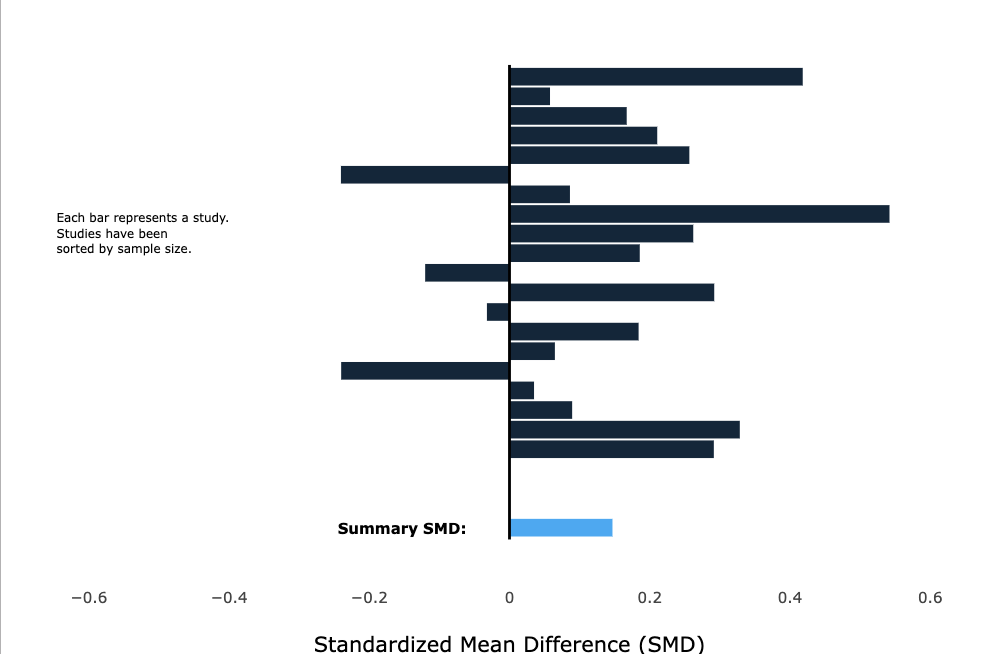 Each bar represents a study.
Studies have been
sorted by sample size.
Summary SMD:
−0.6 −0.4 −0.2 0 0.2 0.4 0.6
Standardized Mean Difference (SMD)